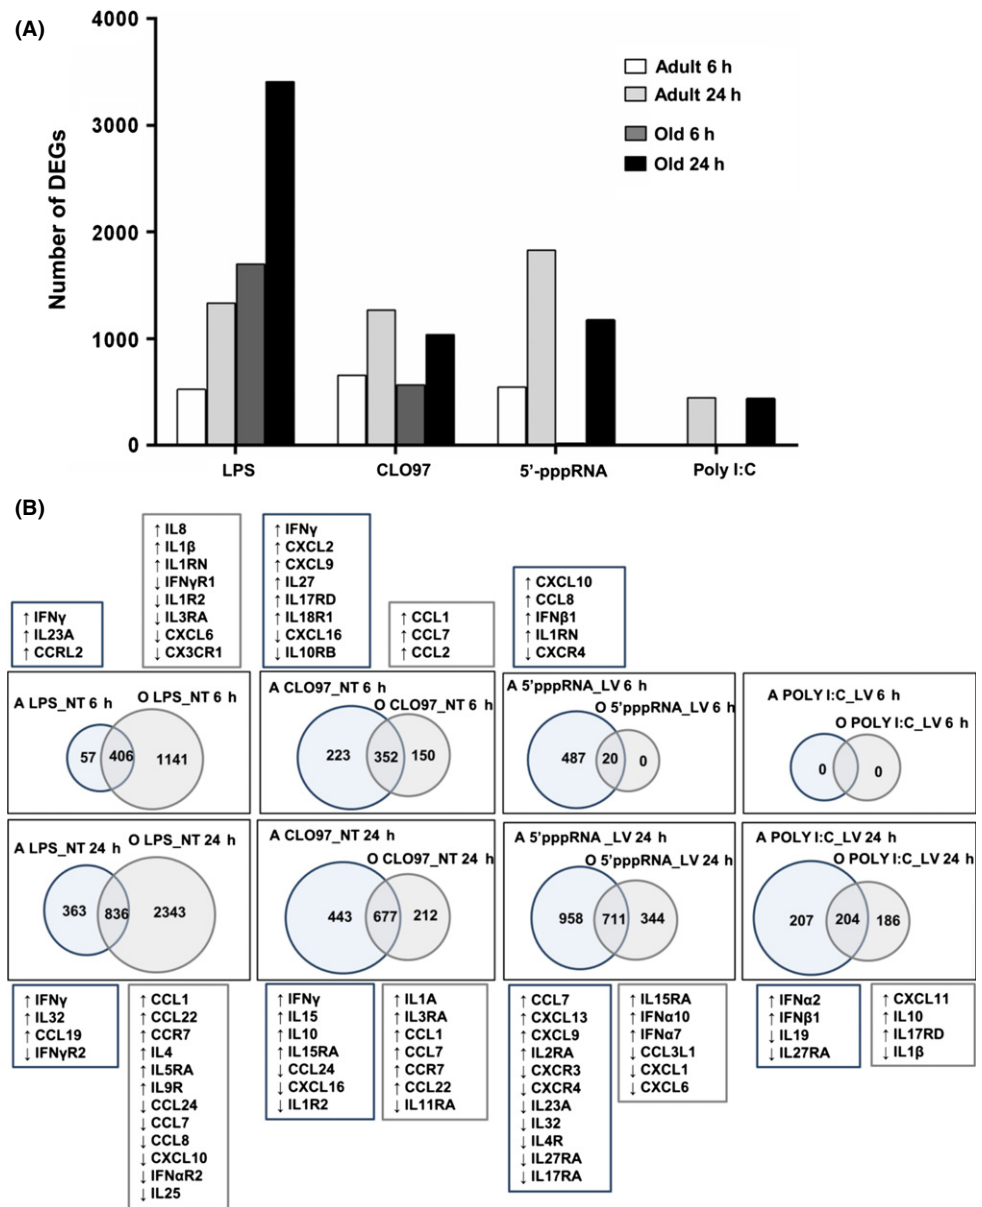 (A)
4000
3000
2000
1000
0
Number of DEGs
Adult 6 h
Adult 24 h
Old 6 h
Old 24 h
LPS
CLO97
5'-pppRNA
Poly I:C
(B)
↑ IFNγ
↑ IL23A
↑ CCRL2
↑ IL8
↑ IL1β
↑ IL1RN
↓ IFNγR1
↓ IL1R2
↓ IL3RA
↓ CXCL6
↓ CX3CR1
↑ IFNγ
↑ CXCL2
↑ CXCL9
↑ IL27
↑ IL17RD
↑ IL18R1
↓ CXCL16
↓ IL10RB
↑ CCL1
↑ CCL7
↑ CCL2
↑ CXCL10
↑ CCL8
↑ IFNβ1
↑ IL1RN
↓ CXCR4
A LPS_NT 6 h
O LPS_NT 6 h
57
406
1141
A CLO97_NT 6 h
O CLO97_NT 6 h
223
352
150
A 5'pppRNA_LV 6 h
O 5'pppRNA_LV 6 h
487
20
0
A POLY I:C_LV 6 h
O POLY I:C_LV 6 h
0
0
A LPS_NT 24 h
O LPS_NT 24 h
363
836
2343
A CLO97_NT 24 h
O CLO97_NT 24 h
443
677
212
A 5'pppRNA_LV 24 h
O 5'pppRNA_LV 24 h
958
711
344
A POLY I:C_LV 24 h
O POLY I:C_LV 24 h
207
204
186
↑ IFNγ
↑ IL32
↑ CCL19
↓ IFNγR2
↑ CCL1
↑ CCL22
↑ CCR7
↑ IL4
↑ IL5RA
↑ IL9R
↓ CCL24
↓ CCL7
↓ CCL8
↓ CXCL10
↓ IFNαR2
↓ IL25
↑ IFNγ
↑ IL15
↑ IL10
↑ IL15RA
↓ CCL24
↓ CXCL16
↓ IL1R2
↑ IL1A
↑ IL3RA
↑ CCL1
↑ CCL7
↑ CCR7
↑ CCL22
↓ IL11RA
↑ CCL7
↑ CXCL13
↑ CXCL9
↑ IL2RA
↓ CXCR3
↓ CXCR4
↓ IL23A
↓ IL32
↓ IL4R
↓ IL27RA
↓ IL17RA
↑ IL15RA
↑ IFNα10
↑ IFNα7
↓ CCL3L1
↓ CXCL1
↓ CXCL6
↑ IFNα2
↑ IFNβ1
↓ IL19
↓ IL27RA
↑ CXCL11
↑ IL10
↑ IL17RD
↓ IL1β